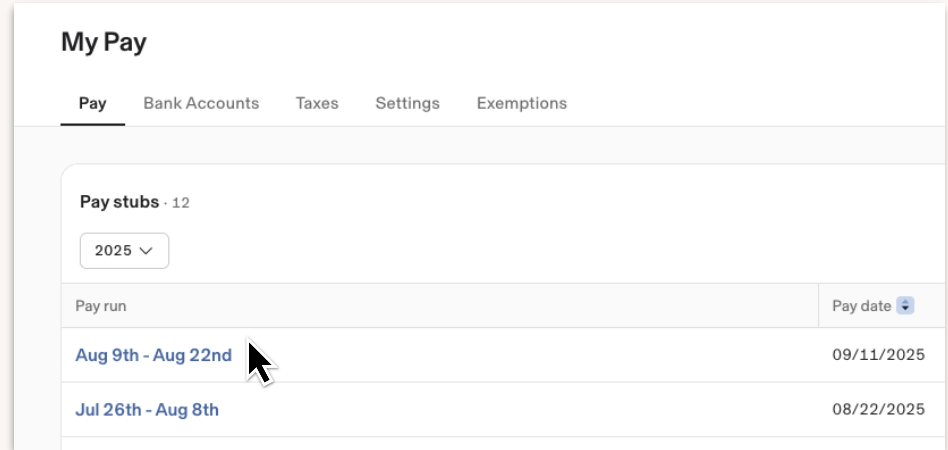 My Pay
Pay Bank Accounts Taxes Settings Exemptions
Pay stubs · 12
2025
Pay run Pay date
Aug 9th - Aug 22nd 09/11/2025
Jul 26th - Aug 8th 08/22/2025